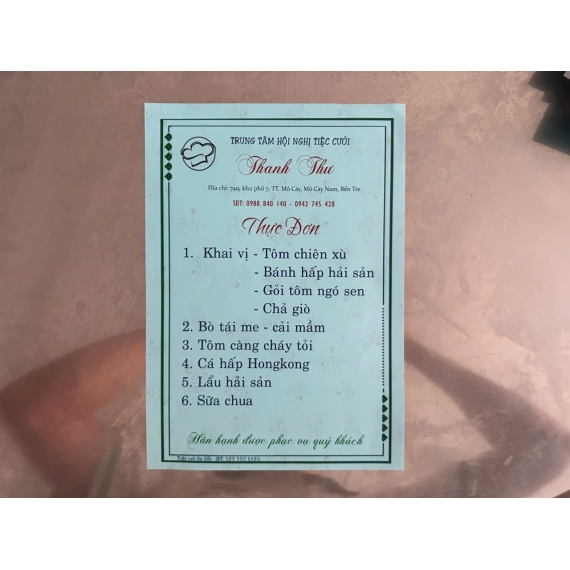 TRUNG TÂM HỘI NGHỊ TIỆC CƯỚI
Thanh Thư
Địa chỉ: 740, khu phố 7, TT. Mỏ Cày, Mỏ Cày Nam, Bến Tre
SĐT: 0988 840 140 - 0942 745 428
Thực Đơn
1. Khai vị - Tôm chiên xù
- Bánh hấp hải sản
- Gỏi tôm ngó sen
- Chả giò
2. Bò tái me - cải mầm
3. Tôm càng cháy tỏi
4. Cá hấp Hongkong
5. Lẩu hải sản
6. Sữa chua
Hân hạnh được phục vụ quý khách